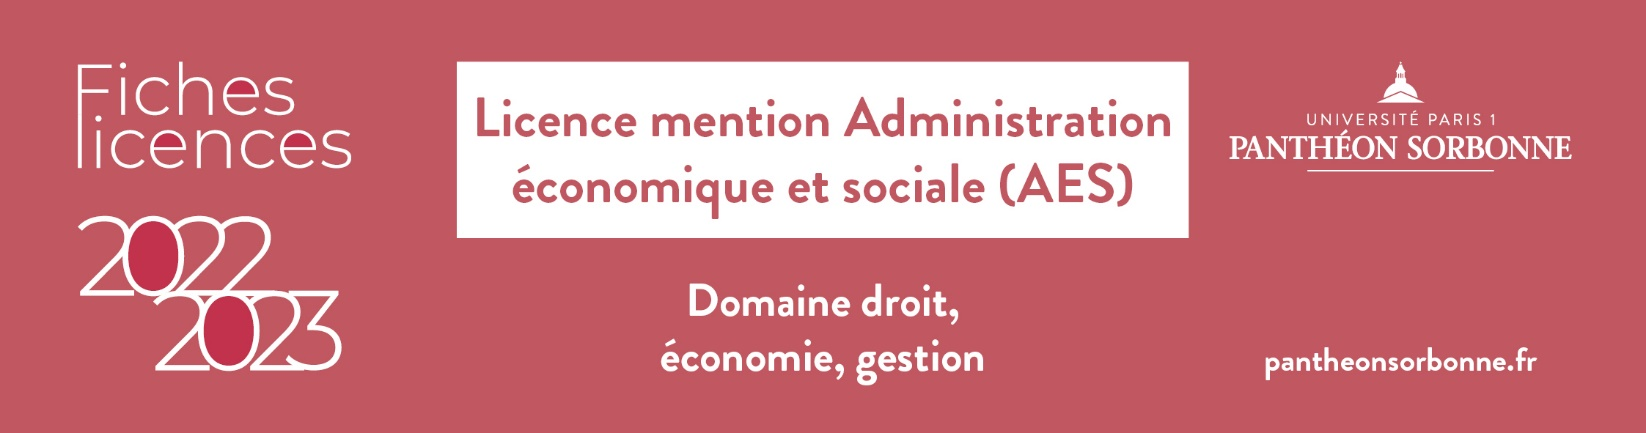 Fiches
licences
2022
2023
Licence mention Administration
économique et sociale (AES)
Domaine droit,
économie, gestion
UNIVERSITÉ PARIS 1
PANTHÉON SORBONNE
pantheonsorbonne.fr